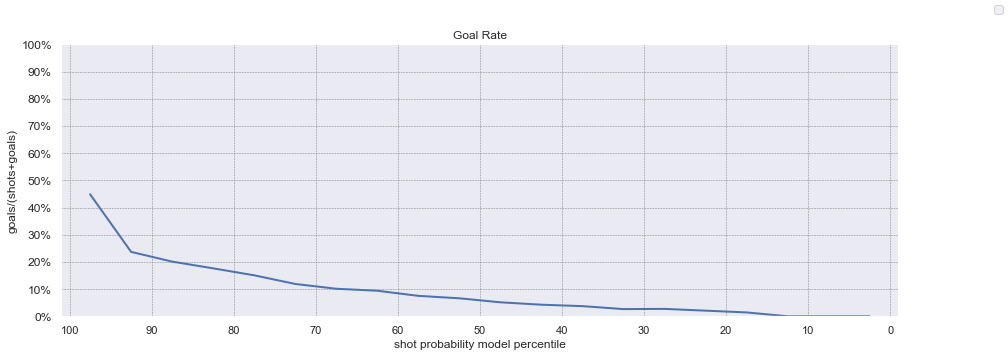 Goal Rate
100%
90%
80%
70%
60%
50%
40%
30%
20%
10%
0%
goals/(shots+goals)
100 90 80 70 60 50 40 30 20 10 0
shot probability model percentile